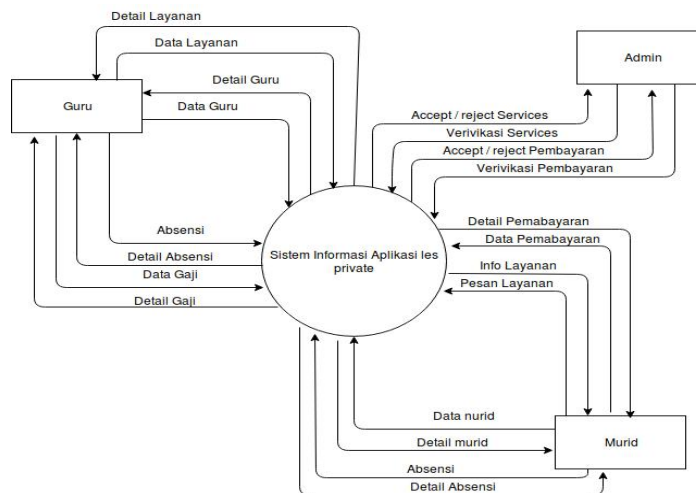 Detail Layanan
Data Layanan
Detail Guru
Data Guru
Guru
Admin
Accept / reject Services
Verivikasi Services
Accept / reject Pembayaran
Verivikasi Pembayaran
Absensi
Detail Absensi
Data Gaji
Detail Gaji
Sistem Informasi Aplikasi les
private
Detail Pemabayaran
Data Pemabayaran
Info Layanan
Pesan Layanan
Data nurid
Detail murid
Absensi
Detail Absensi
Murid